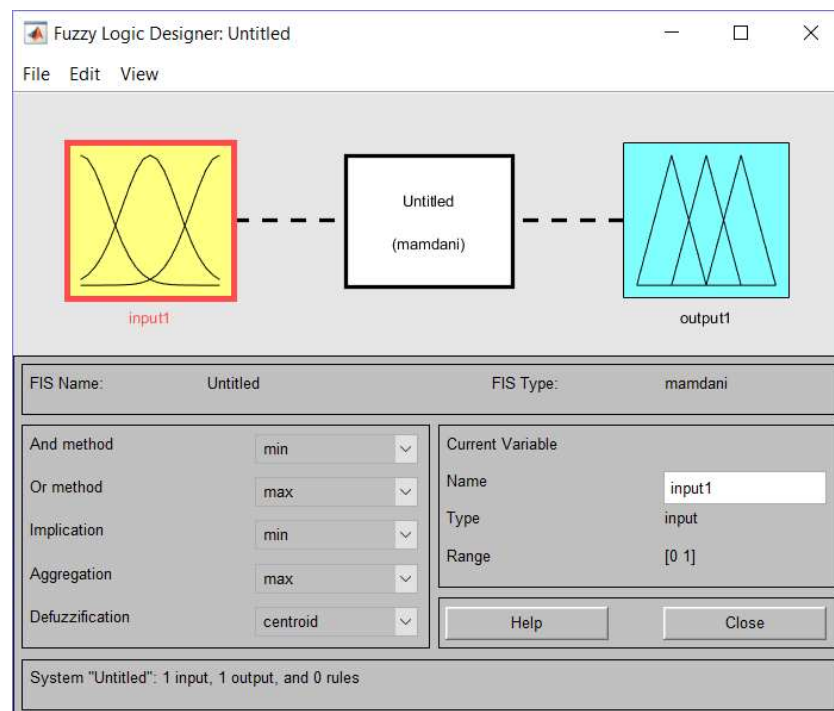 Fuzzy Logic Designer: Untitled
File Edit View
Untitled
(mamdani)
input1
output1
FIS Name: Untitled FIS Type: mamdani
And method min
Or method max
Implication min
Aggregation max
Defuzzification centroid
Current Variable
Name input1
Type input
Range [0 1]
Help Close
System "Untitled": 1 input, 1 output, and 0 rules